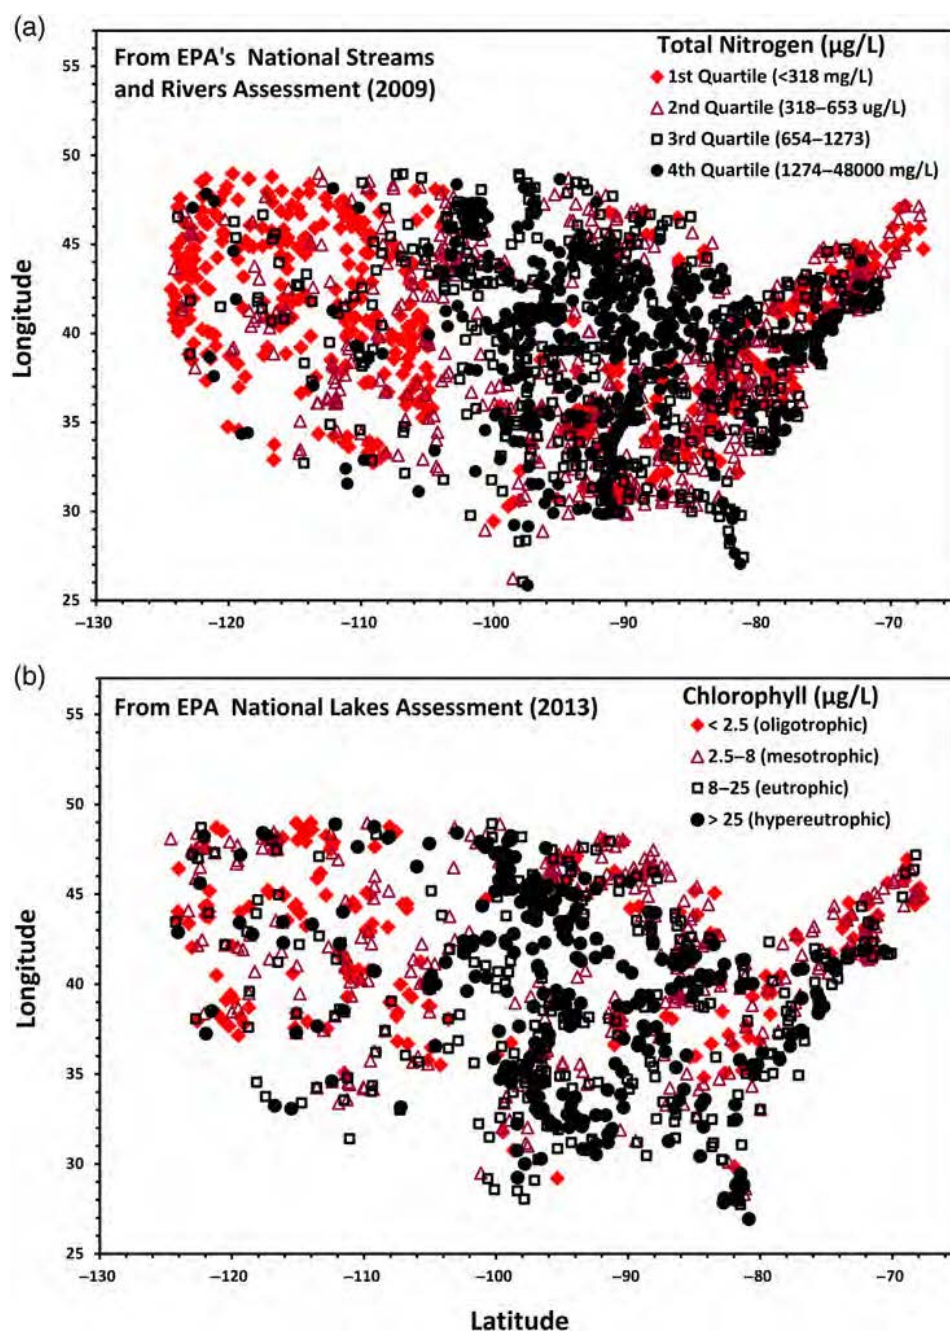 (a)
From EPA's National Streams
and Rivers Assessment (2009)
Total Nitrogen (µg/L)
1st Quartile (<318 mg/L)
2nd Quartile (318–653 ug/L)
3rd Quartile (654–1273)
4th Quartile (1274–48000 mg/L)
55
50
45
40
35
30
25
Longitude
−130
−120
−110
−100
−90
−80
−70
(b)
From EPA National Lakes Assessment (2013)
Chlorophyll (µg/L)
< 2.5 (oligotrophic)
2.5–8 (mesotrophic)
8–25 (eutrophic)
> 25 (hypereutrophic)
55
50
45
40
35
30
25
Longitude
−130
−120
−110
−100
−90
−80
−70
Latitude